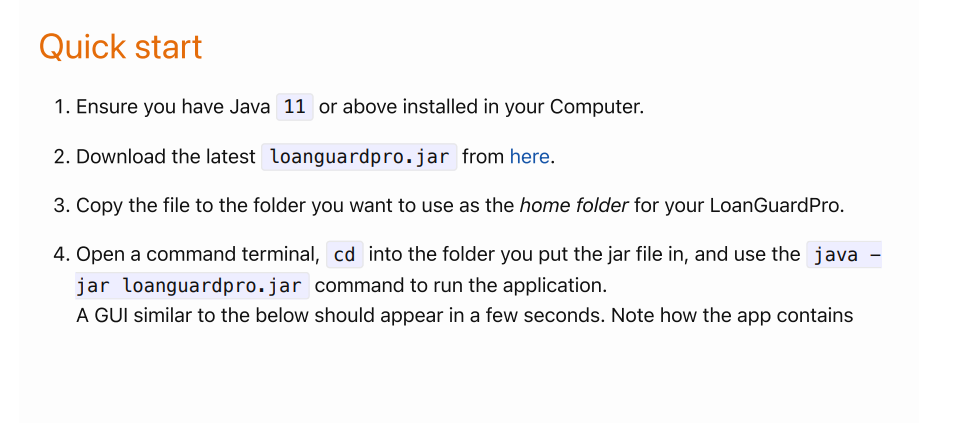 Quick start
1. Ensure you have Java 11 or above installed in your Computer.
2. Download the latest loanguardpro.jar from here.
3. Copy the file to the folder you want to use as the home folder for your LoanGuardPro.
4. Open a command terminal, cd into the folder you put the jar file in, and use the java -
jar loanguardpro.jar command to run the application.
A GUI similar to the below should appear in a few seconds. Note how the app contains